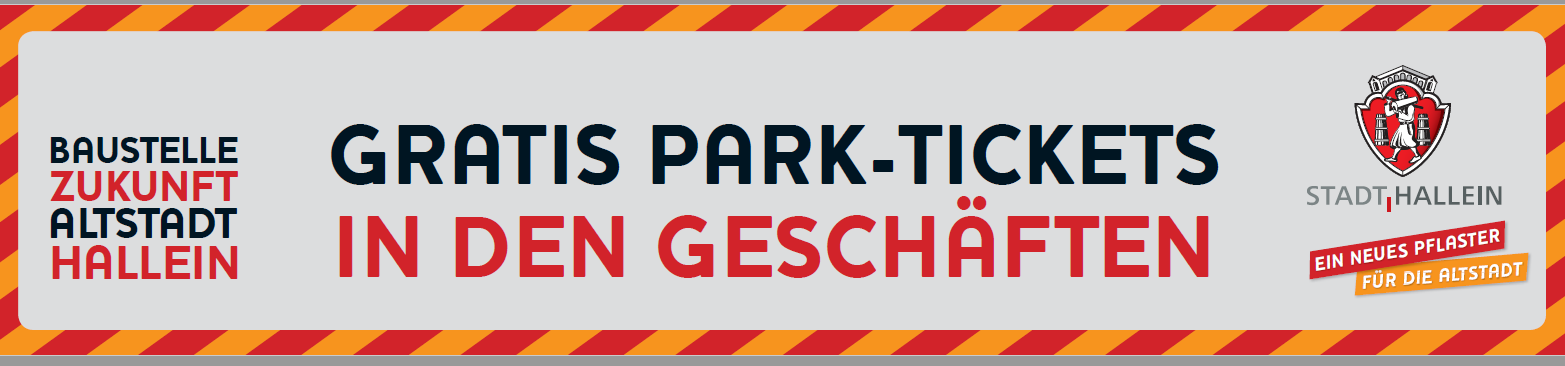 BAUSTELLE
ZUKUNFT
ALTSTADT
HALLEIN
GRATIS PARK-TICKETS
IN DEN GESCHÄFTEN
STADT HALLEIN
EIN NEUES PFLASTER
FÜR DIE ALTSTADT